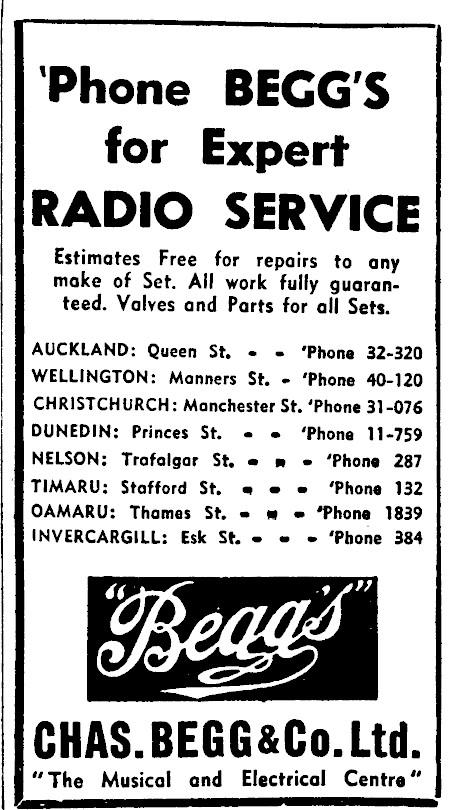 'Phone BEGG'S
for Expert
RADIO SERVICE
Estimates Free for repairs to any
make of Set. All work fully guaran-
teed. Valves and Parts for all Sets.
AUCKLAND: Queen St. - - 'Phone 32-320
WELLINGTON: Manners St. - 'Phone 40-120
CHRISTCHURCH: Manchester St. 'Phone 31-076
DUNEDIN: Princes St. - - 'Phone 11-759
NELSON: Trafalgar St. - - - 'Phone 287
TIMARU: Stafford St. - - - 'Phone 132
OAMARU: Thames St. - - - 'Phone 1839
INVERCARGILL: Esk St. - - - 'Phone 384
"Begg's"
CHAS. BEGG & Co. Ltd.
"The Musical and Electrical Centre"